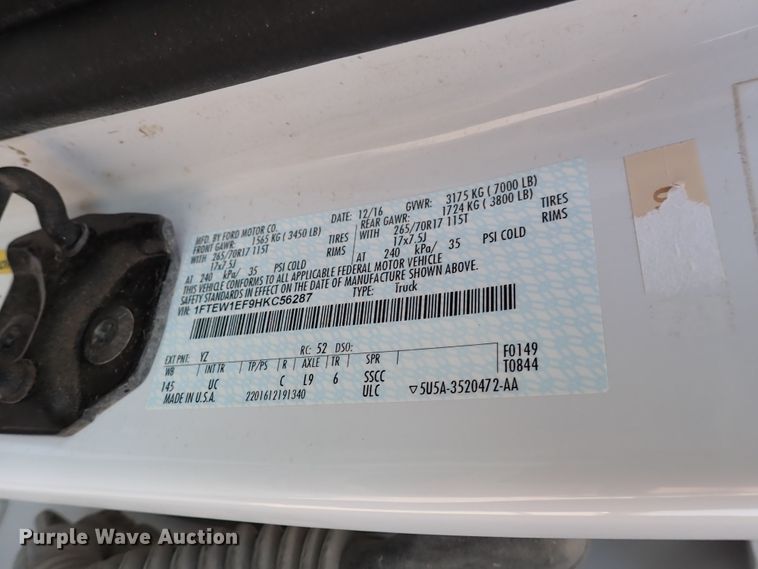 MFD. BY FORD MOTOR CO. 12/16 GVWR: 3175 KG ( 7000 LB)
FRONT GAWR: 1565 KG ( 3450 LB) REAR GAWR: 1724 KG ( 3800 LB)
WITH 265/70R17 115T TIRES WITH 265/70R17 115T TIRES
17x7.5J RIMS 17x7.5J RIMS
AT 240 kPa/ 35 PSI COLD AT 240 kPa/ 35 PSI COLD
THIS VEHICLE CONFORMS TO ALL APPLICABLE FEDERAL MOTOR VEHICLE
SAFETY STANDARDS IN EFFECT ON THE DATE OF MANUFACTURE SHOWN ABOVE.
VIN: 1FTEW1EF9HKC56287 TYPE: Truck
EXT PNT: YZ RC: 52 DSO: F0149
WB INT TR TP/PS R AXLE TR SPR T0844
145 UC C L9 6 SSCC
MADE IN U.S.A. 2201612191340 ULC ▽5U5A-3520472-AA
Purple Wave Auction